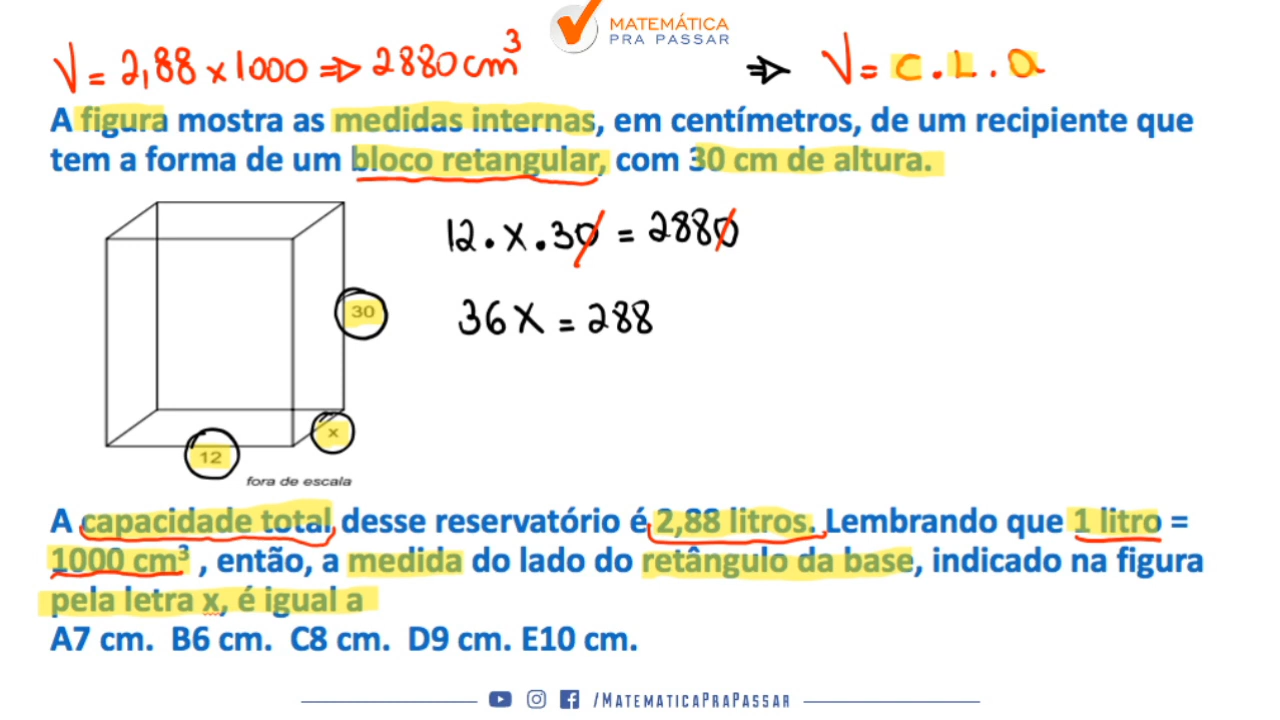 MATEMÁTICA
PRA PASSAR
V = 2,88 x 1000 ⇒ 2880 cm³
⇒ V = C . L . a
A figura mostra as medidas internas, em centímetros, de um recipiente que
tem a forma de um bloco retangular, com 30 cm de altura.
12 . x . 30 = 2880
30
36 x = 288
x
12
fora de escala
A capacidade total desse reservatório é 2,88 litros. Lembrando que 1 litro =
1000 cm³ , então, a medida do lado do retângulo da base, indicado na figura
pela letra x, é igual a
A7 cm. B6 cm. C8 cm. D9 cm. E10 cm.
/MatematicaPraPassar